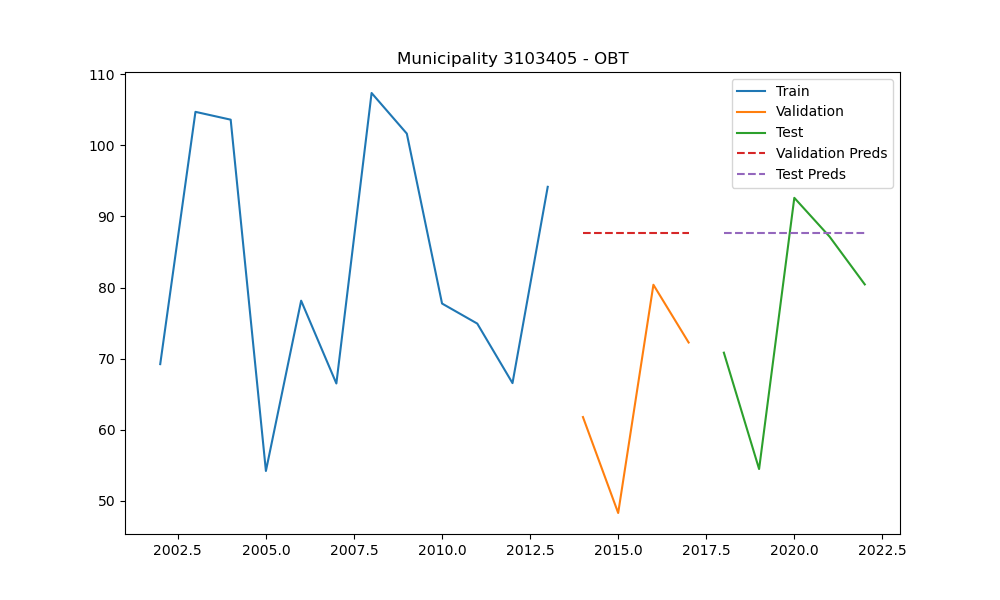 Municipality 3103405 - OBT
110
100
90
80
70
60
50
Train
Validation
Test
Validation Preds
Test Preds
2002.5 2005.0 2007.5 2010.0 2012.5 2015.0 2017.5 2020.0 2022.5